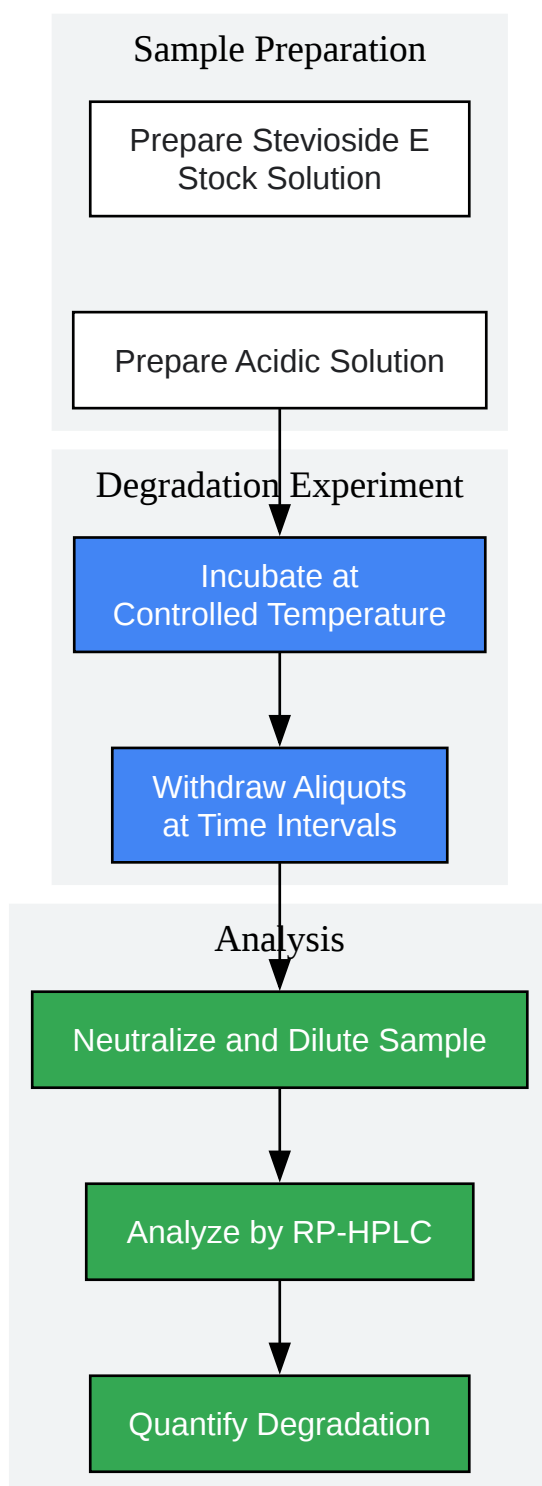 Sample Preparation
Prepare Stevioside E
Stock Solution
Prepare Acidic Solution
Degradation Experiment
Incubate at
Controlled Temperature
Withdraw Aliquots
at Time Intervals
Analysis
Neutralize and Dilute Sample
Analyze by RP-HPLC
Quantify Degradation